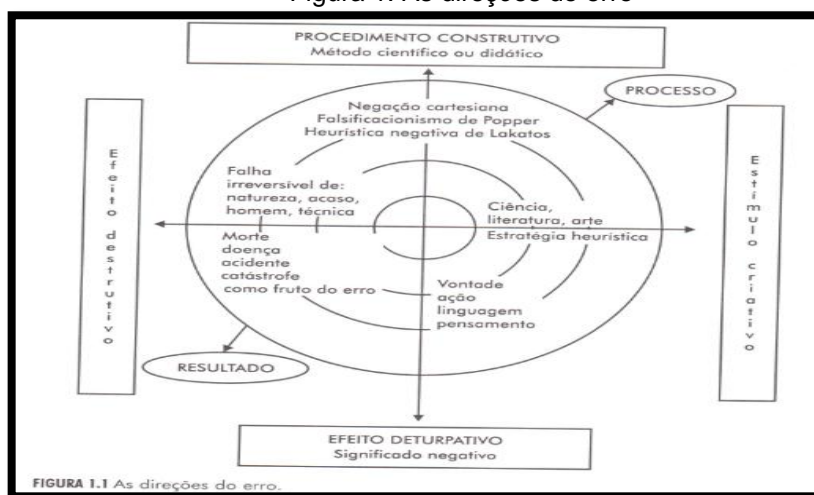 Figura 1: As direções do erro
PROCEDIMENTO CONSTRUTIVO
Método científico ou didático
PROCESSO
Negação cartesiana
Falsificacionismo de Popper
Heurística negativa de Lakatos
Efeito destrutivo
Estímulo criativo
Falha
irreversível de:
natureza, acaso,
homem, técnica
Ciência,
literatura, arte
Estratégia heurística
Morte
doença
acidente
catástrofe
como fruto do erro
Vontade
ação
linguagem
pensamento
RESULTADO
EFEITO DETURPATIVO
Significado negativo
FIGURA 1.1 As direções do erro.